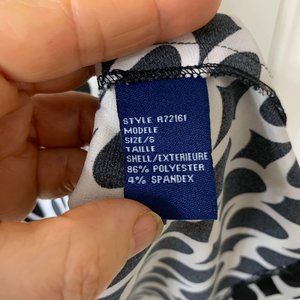 STYLE R72161
MODELE
SIZE/S
TAILLE
SHELL/EXTERIEURE
96% POLYESTER
4% SPANDEX